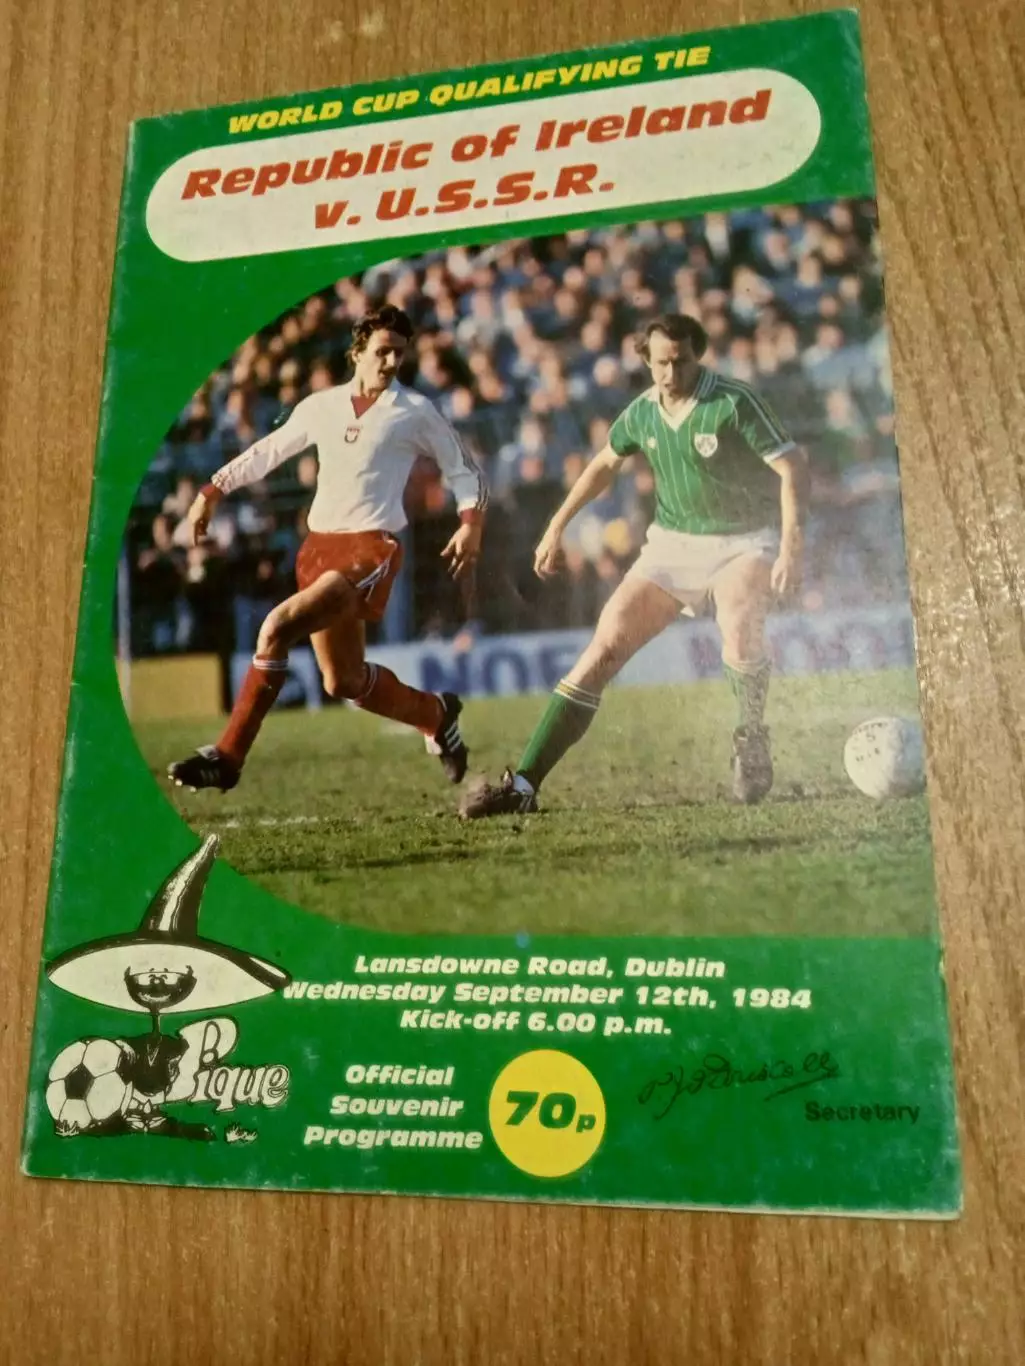 WORLD CUP QUALIFYING TIE
Republic of Ireland
v. U.S.S.R.
Lansdowne Road, Dublin
Wednesday September 12th, 1984
Kick-off 6.00 p.m.
Pique
Official
Souvenir
Programme
70p
Secretary